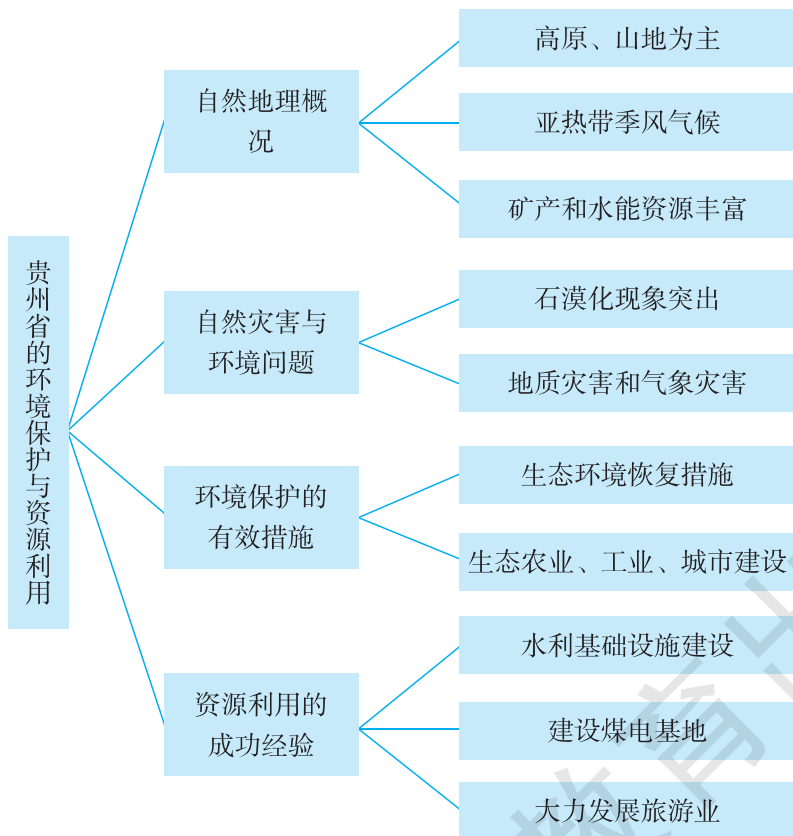 贵州省的环境保护与资源利用
自然地理概
况
高原、山地为主
亚热带季风气候
矿产和水能资源丰富
自然灾害与
环境问题
石漠化现象突出
地质灾害和气象灾害
环境保护的
有效措施
生态环境恢复措施
生态农业、工业、城市建设
资源利用的
成功经验
水利基础设施建设
建设煤电基地
大力发展旅游业
教育出